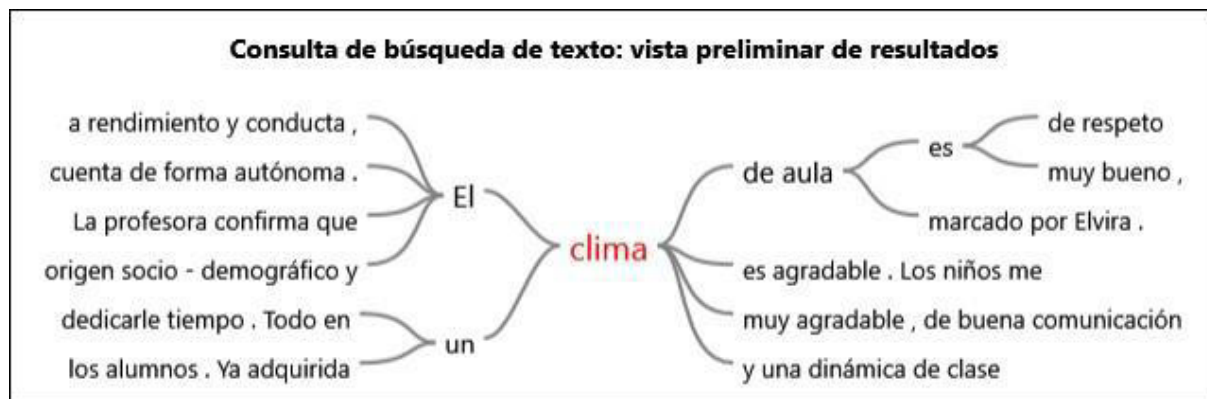 Consulta de búsqueda de texto: vista preliminar de resultados
a rendimiento y conducta ,
cuenta de forma autónoma .
La profesora confirma que
origen socio - demográfico y
El
dedicarle tiempo . Todo en
los alumnos . Ya adquirida
un
clima
de aula
es
de respeto
muy bueno ,
marcado por Elvira .
es agradable . Los niños me
muy agradable , de buena comunicación
y una dinámica de clase